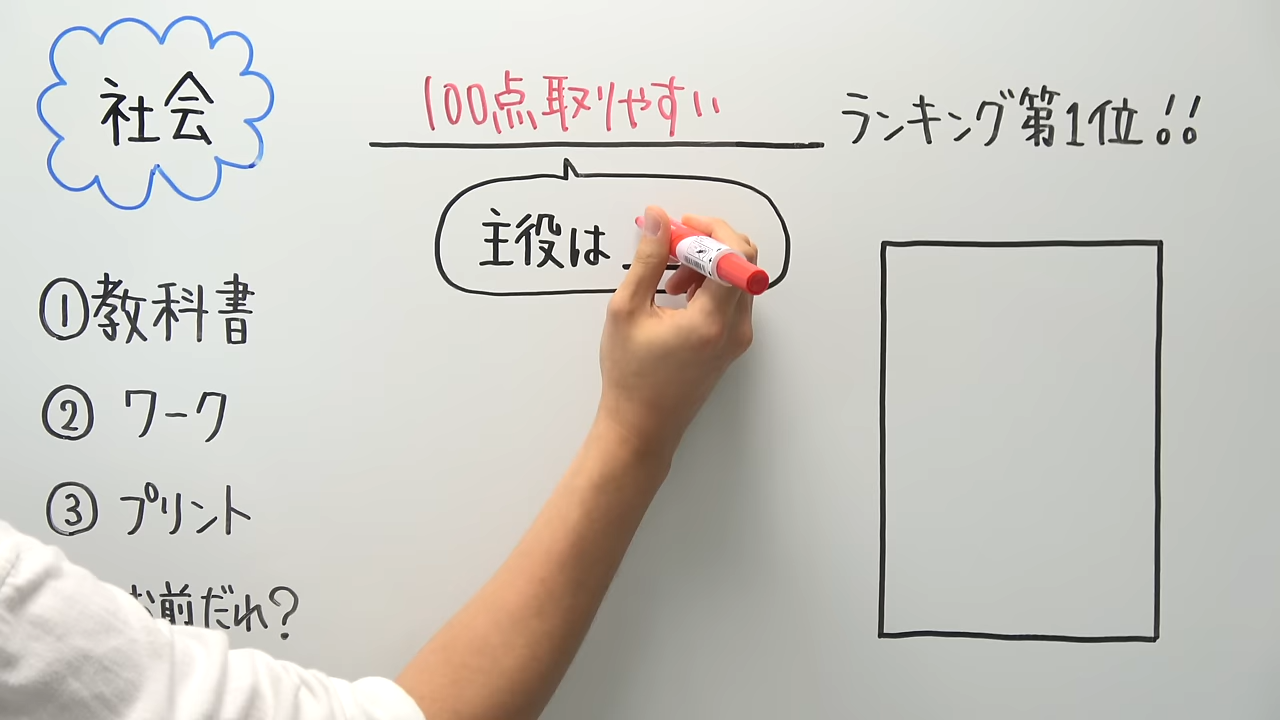 社会
100点取りやすい ランキング第1位!!
主役は
①教科書
② ワーク
③ プリント
お前だれ?